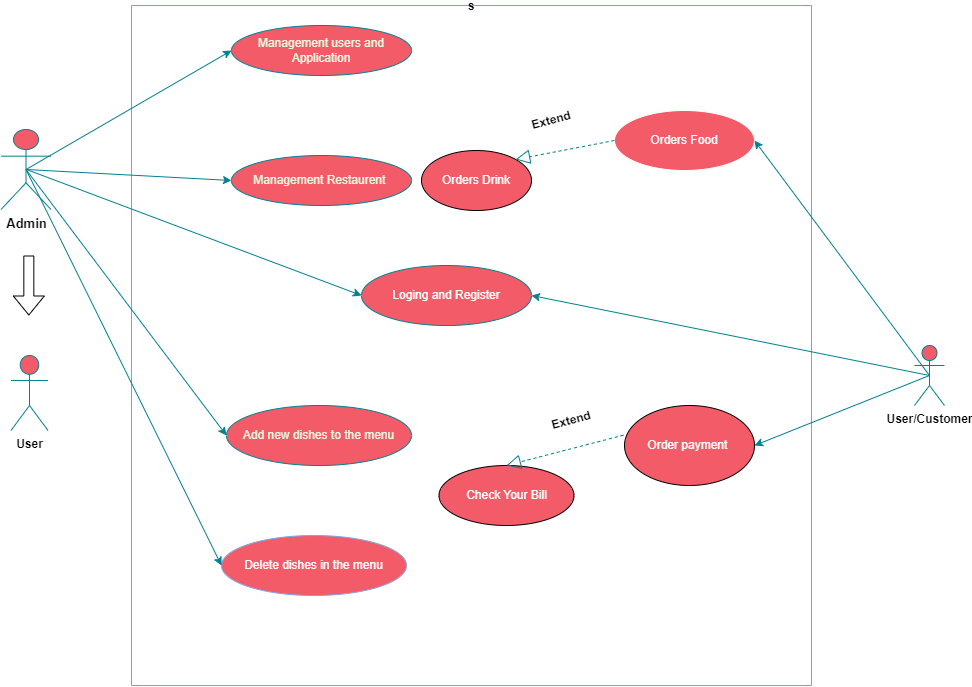 s
Management users and
Application
Extend
Orders Food
Management Restaurent
Orders Drink
Admin
Loging and Register
User/Customer
Extend
Add new dishes to the menu
Order payment
User
Check Your Bill
Delete dishes in the menu